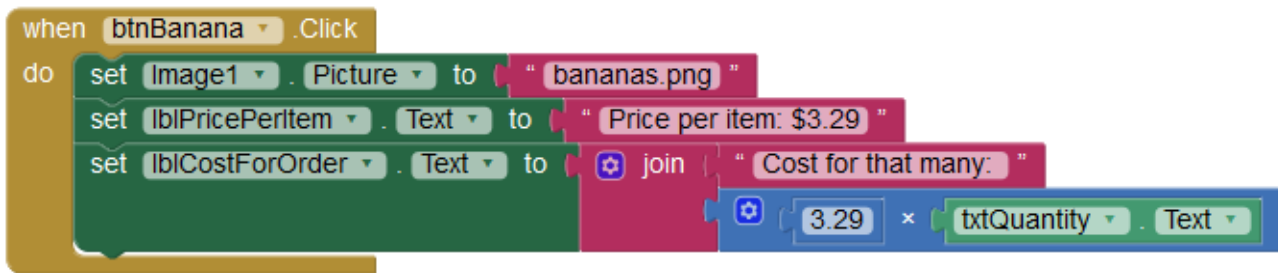 when btnBanana .Click
do set Image1 . Picture to " bananas.png "
set lblPricePerItem . Text to " Price per item: $3.29 "
set lblCostForOrder . Text to join " Cost for that many: "
3.29 × txtQuantity . Text